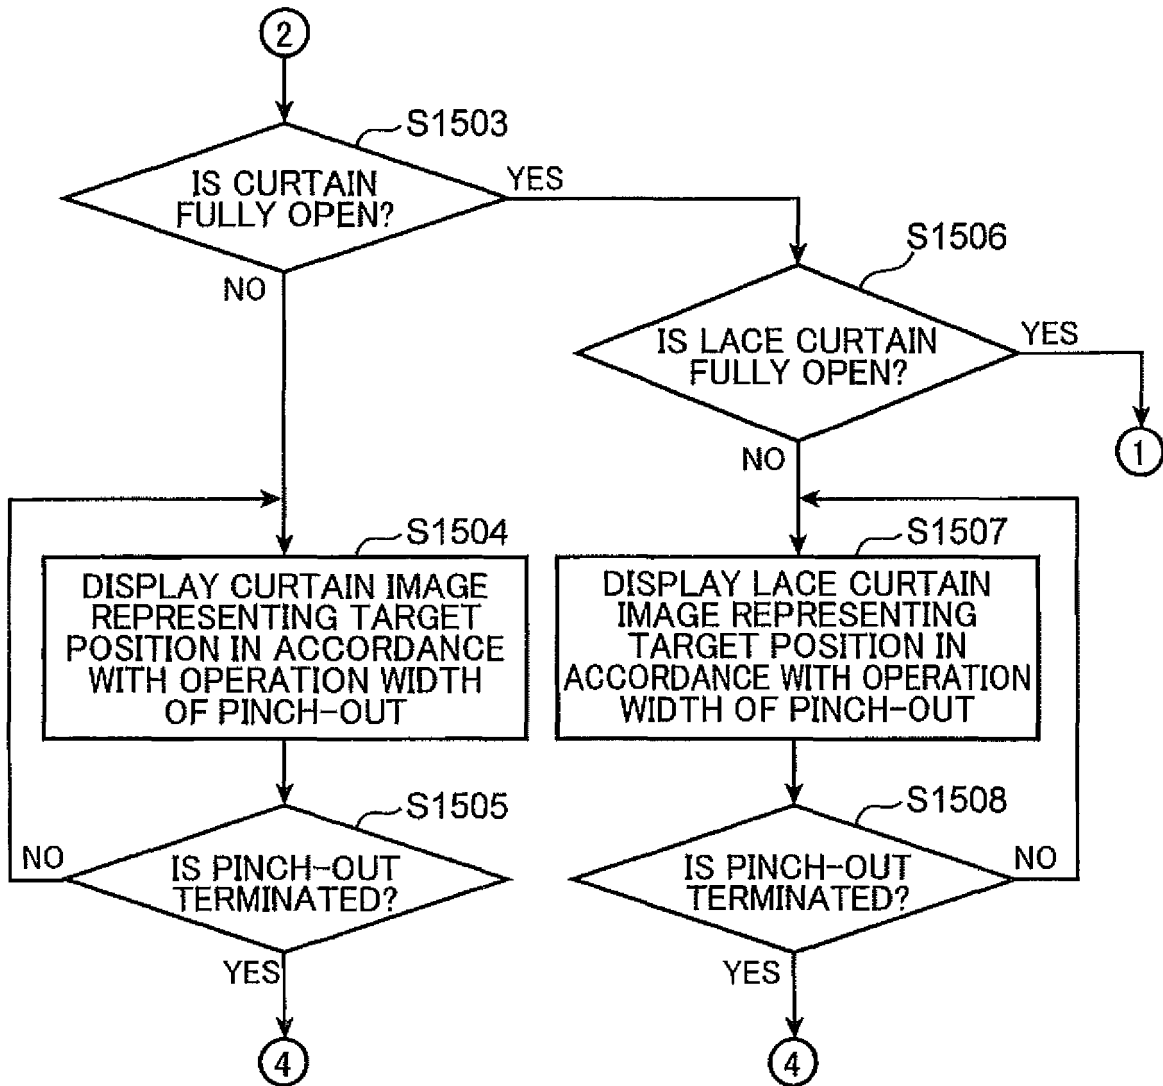 2
S1503
IS CURTAIN
FULLY OPEN?
YES
NO
S1506
IS LACE CURTAIN
FULLY OPEN?
YES
NO
1
S1504
DISPLAY CURTAIN IMAGE
REPRESENTING TARGET
POSITION IN ACCORDANCE
WITH OPERATION WIDTH
OF PINCH-OUT
S1507
DISPLAY LACE CURTAIN
IMAGE REPRESENTING
TARGET POSITION IN
ACCORDANCE WITH OPERATION
WIDTH OF PINCH-OUT
S1505
IS PINCH-OUT
TERMINATED?
NO
YES
4
S1508
IS PINCH-OUT
TERMINATED?
NO
YES
4